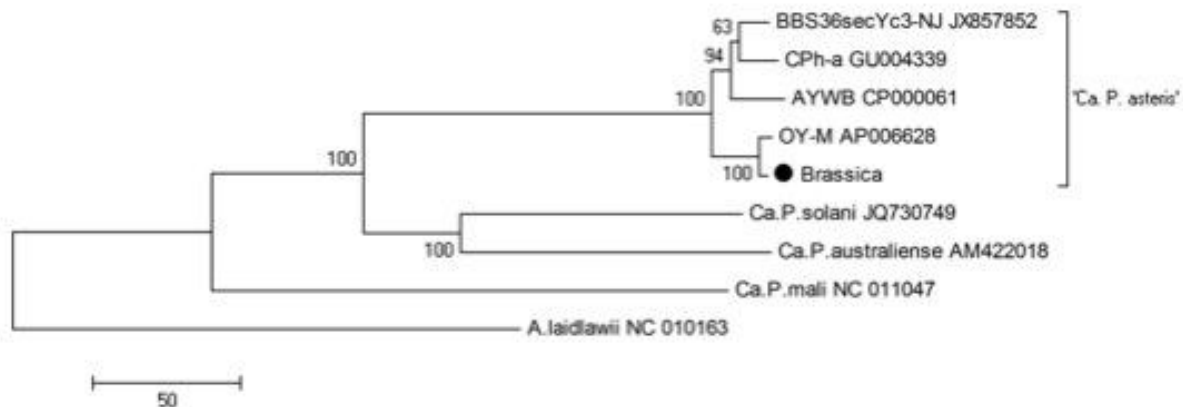 63
BBS36secYc3-NJ JX857852
94
CPh-a GU004339
100
AYWB CP000061
"Ca. P. asteris"
OY-M AP006628
100
100
Brassica
Ca.P.solani JQ730749
100
Ca.P.australiense AM422018
Ca.P.mali NC 011047
A.laidlawii NC 010163
50